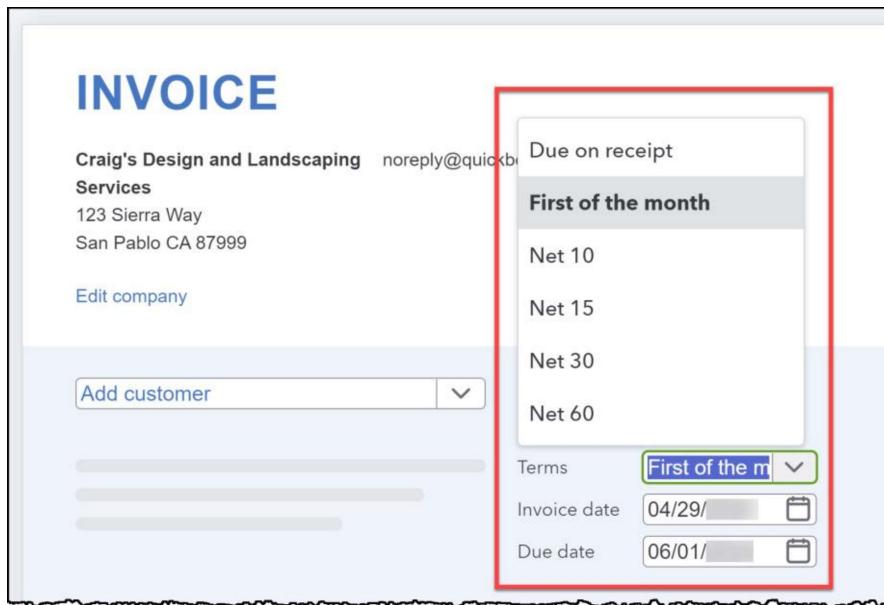 INVOICE
Craig's Design and Landscaping noreply@quickb
Services
123 Sierra Way
San Pablo CA 87999
Edit company
Add customer
Due on receipt
First of the month
Net 10
Net 15
Net 30
Net 60
Terms First of the m
Invoice date 04/29/
Due date 06/01/